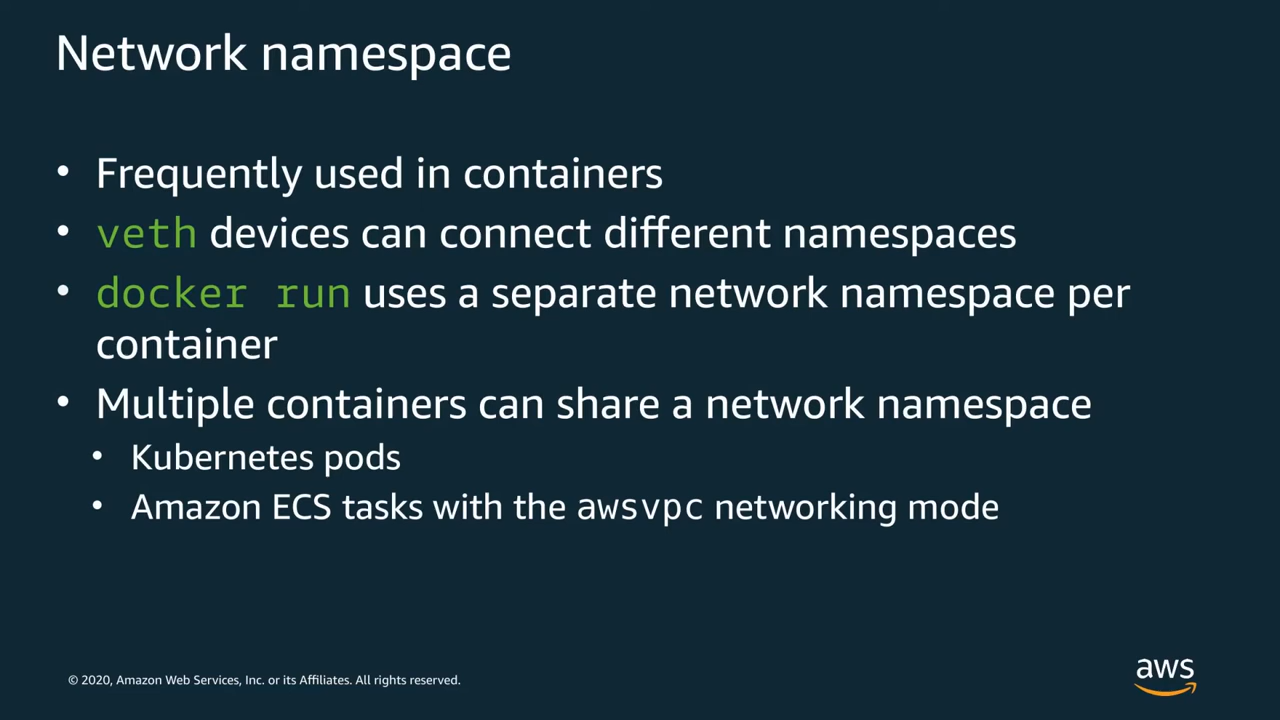 Network namespace
• Frequently used in containers
• veth devices can connect different namespaces
• docker run uses a separate network namespace per
container
• Multiple containers can share a network namespace
• Kubernetes pods
• Amazon ECS tasks with the awsvpc networking mode
© 2020, Amazon Web Services, Inc. or its Affiliates. All rights reserved.
aws